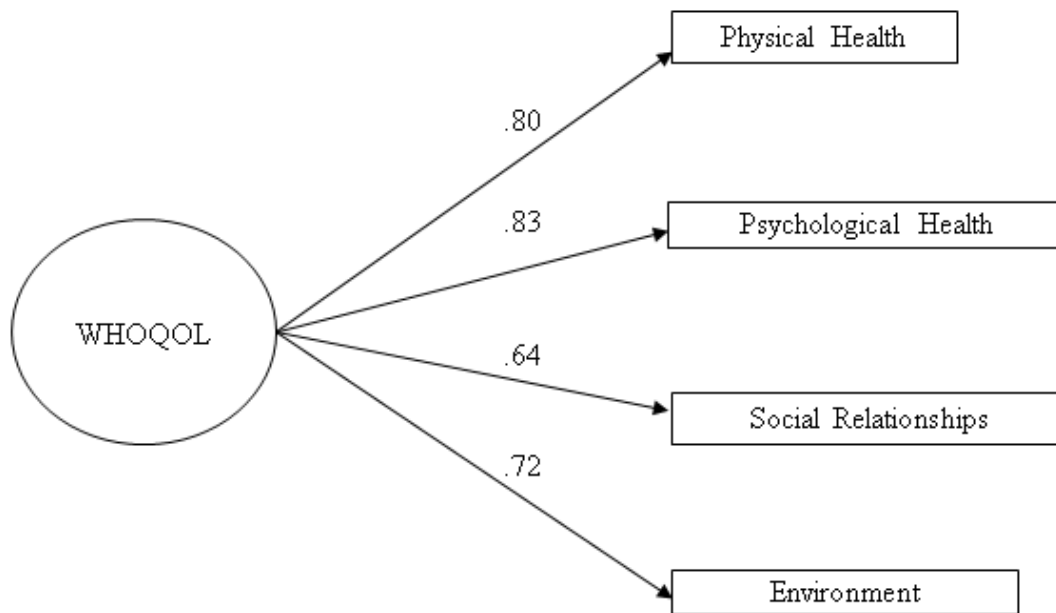 Physical Health
.80
.83
Psychological Health
WHOQOL
.64
Social Relationships
.72
Environment